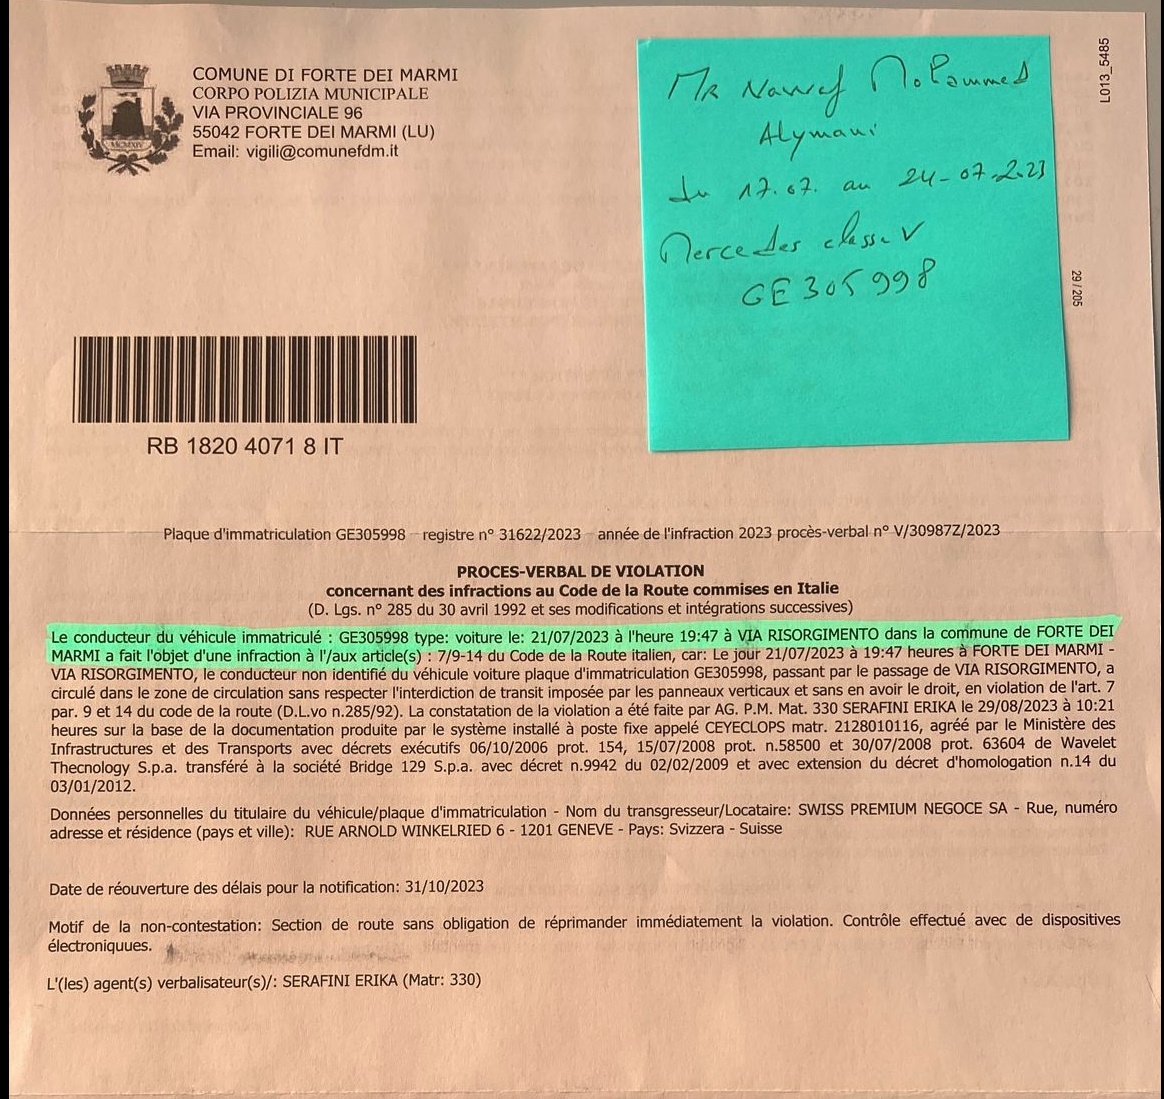 COMUNE DI FORTE DEI MARMI
CORPO POLIZIA MUNICIPALE
VIA PROVINCIALE 96
55042 FORTE DEI MARMI (LU)
Email: vigili@comunefdm.it
MCMXIV
Mr Nawef Mohammed
Alymani
du 17.07. au 24-07-2023
Mercedes classe V
GE 305998
L013_5485
29 / 205
RB 1820 4071 8 IT
Plaque d'immatriculation GE305998 registre n° 31622/2023 année de l'infraction 2023 procès-verbal n° V/30987Z/2023
PROCES-VERBAL DE VIOLATION
concernant des infractions au Code de la Route commises en Italie
(D. Lgs. n° 285 du 30 avril 1992 et ses modifications et intégrations successives)
Le conducteur du véhicule immatriculé : GE305998 type: voiture le: 21/07/2023 à l'heure 19:47 à VIA RISORGIMENTO dans la commune de FORTE DEI
MARMI a fait l'objet d'une infraction à l'/aux article(s) : 7/9-14 du Code de la Route italien, car: Le jour 21/07/2023 à 19:47 heures à FORTE DEI MARMI -
VIA RISORGIMENTO, le conducteur non identifié du véhicule voiture plaque d'immatriculation GE305998, passant par le passage de VIA RISORGIMENTO, a
circulé dans le zone de circulation sans respecter l'interdiction de transit imposée par les panneaux verticaux et sans en avoir le droit, en violation de l'art. 7
par. 9 et 14 du code de la route (D.L.vo n.285/92). La constatation de la violation a été faite par AG. P.M. Mat. 330 SERAFINI ERIKA le 29/08/2023 à 10:21
heures sur la base de la documentation produite par le système installé à poste fixe appelé CEYECLOPS matr. 2128010116, agréé par le Ministère des
Infrastructures et des Transports avec décrets exécutifs 06/10/2006 prot. 154, 15/07/2008 prot. n.58500 et 30/07/2008 prot. 63604 de Wavelet
Thecnology S.p.a. transféré à la société Bridge 129 S.p.a. avec décret n.9942 du 02/02/2009 et avec extension du décret d'homologation n.14 du
03/01/2012.
Données personnelles du titulaire du véhicule/plaque d'immatriculation - Nom du transgresseur/Locataire: SWISS PREMIUM NEGOCE SA - Rue, numéro
adresse et résidence (pays et ville): RUE ARNOLD WINKELRIED 6 - 1201 GENEVE - Pays: Svizzera - Suisse
Date de réouverture des délais pour la notification: 31/10/2023
Motif de la non-contestation: Section de route sans obligation de réprimander immédiatement la violation. Contrôle effectué avec de dispositives
électroniquues.
L'(les) agent(s) verbalisateur(s)/: SERAFINI ERIKA (Matr: 330)